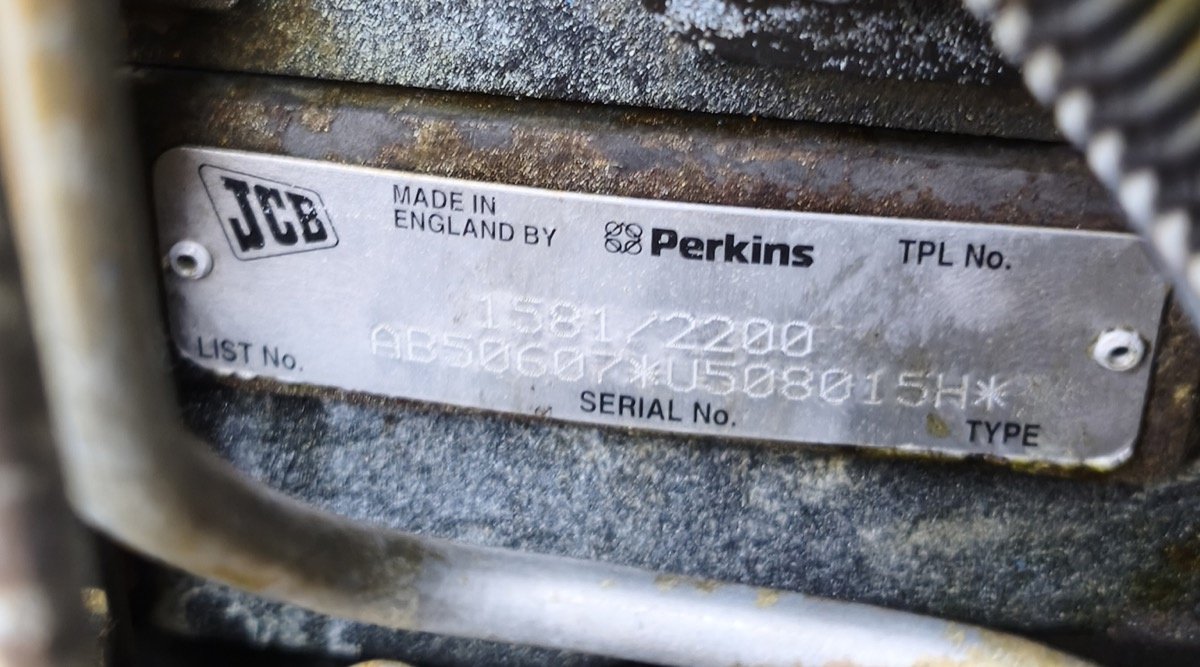 JCB
MADE IN
ENGLAND BY
Perkins
TPL No.
1581/2200
AB50607*U508015H*
LIST No.
SERIAL No.
TYPE